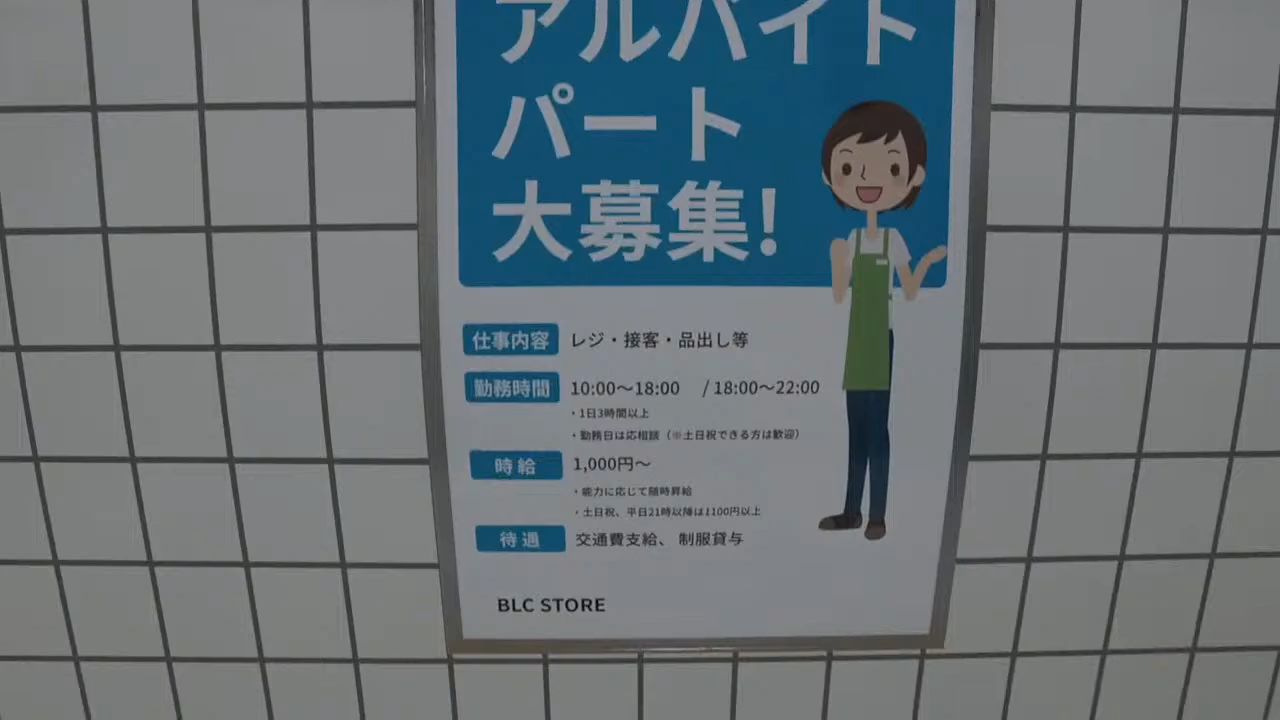 アルバイト
パート
大募集!
仕事内容 レジ・接客・品出し等
勤務時間 10:00〜18:00 / 18:00〜22:00
・1日3時間以上
・勤務日は応相談（※土日祝できる方は歓迎）
時給 1,000円〜
・能力に応じて随時昇給
・土日祝、平日21時以降は1100円以上
待遇 交通費支給、制服貸与
BLC STORE